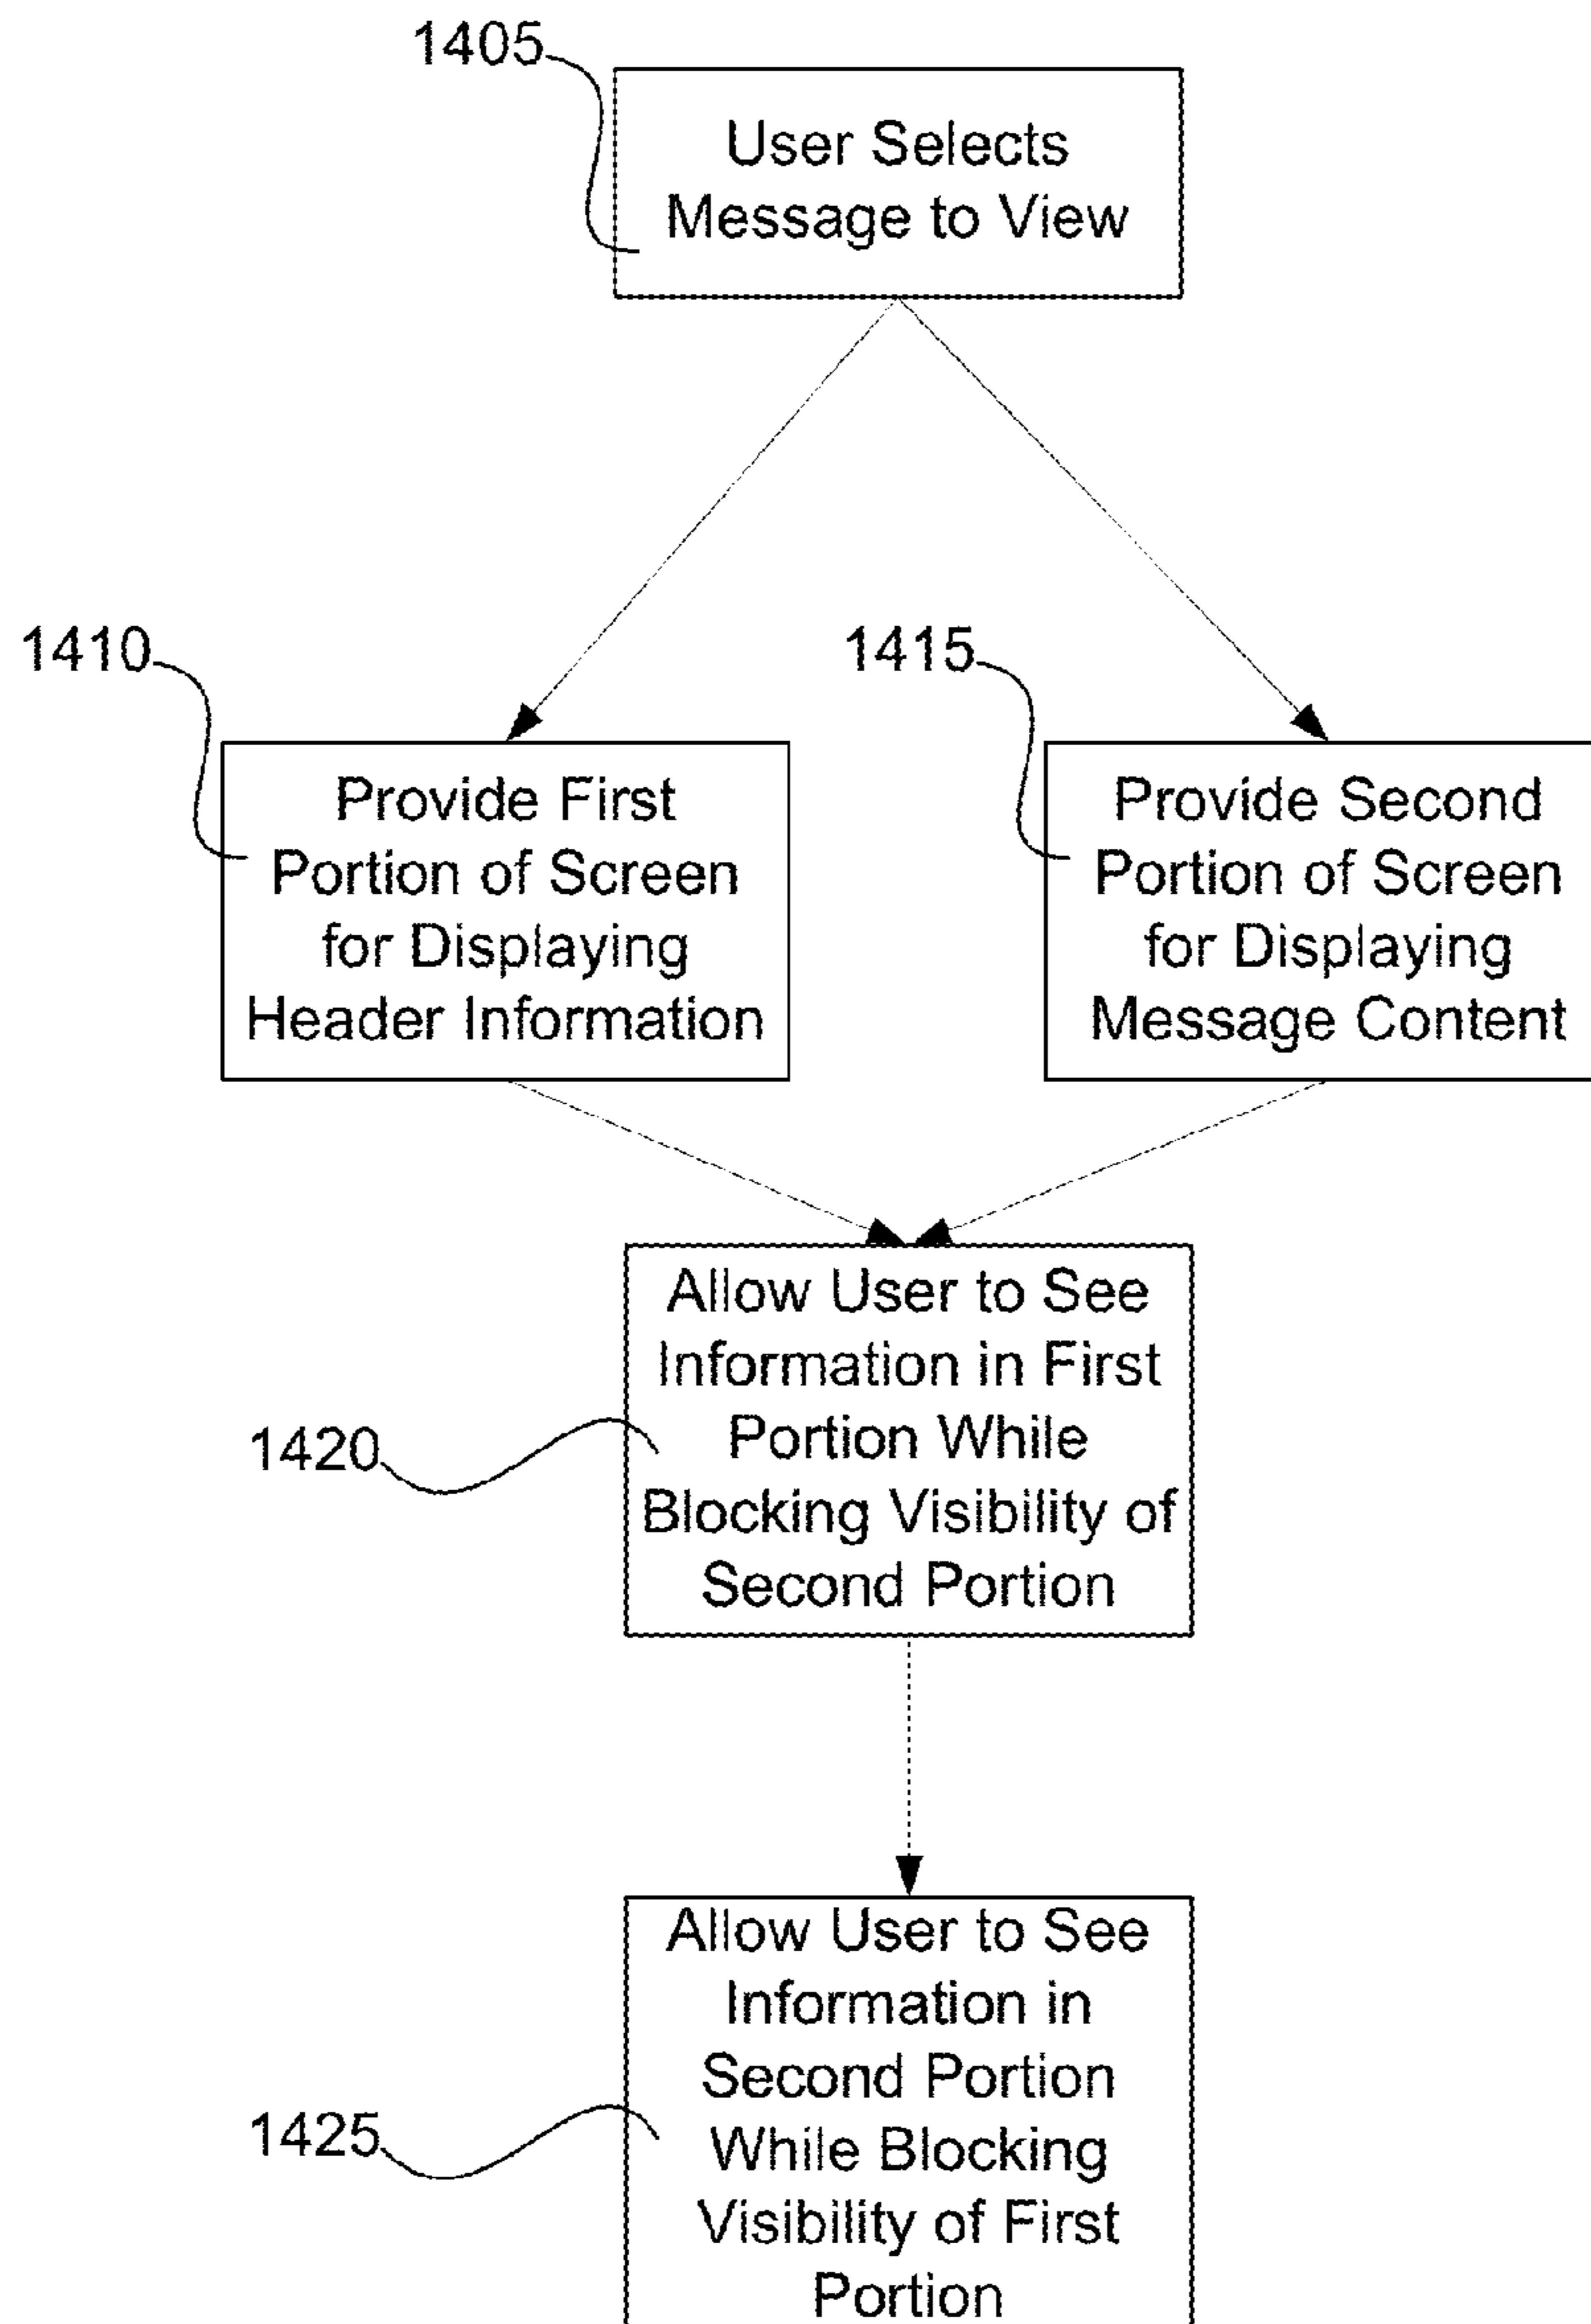 1405
User Selects
Message to View
1410
Provide First
Portion of Screen
for Displaying
Header Information
1415
Provide Second
Portion of Screen
for Displaying
Message Content
1420
Allow User to See
Information in First
Portion While
Blocking Visibility of
Second Portion
1425
Allow User to See
Information in
Second Portion
While Blocking
Visibility of First
Portion